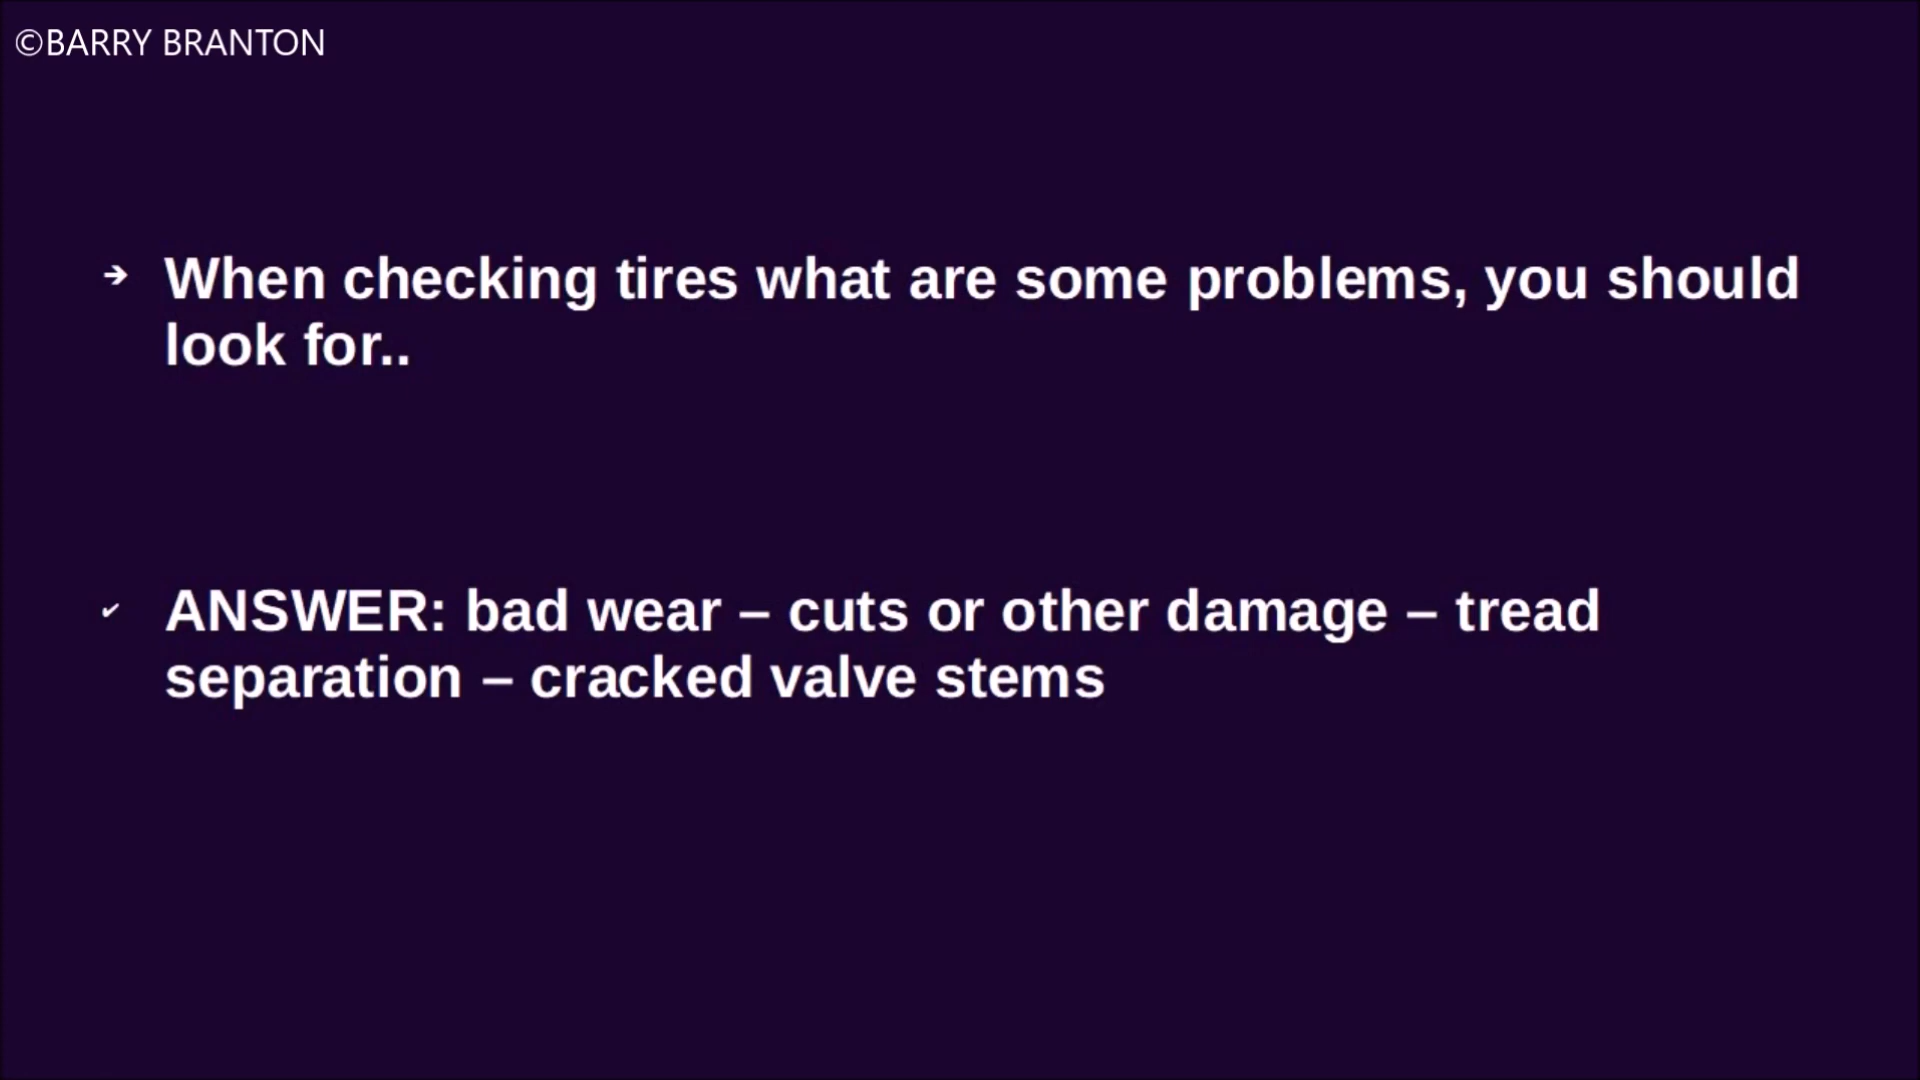 ©BARRY BRANTON
➔ When checking tires what are some problems, you should
look for..
✔ ANSWER: bad wear – cuts or other damage – tread
separation – cracked valve stems